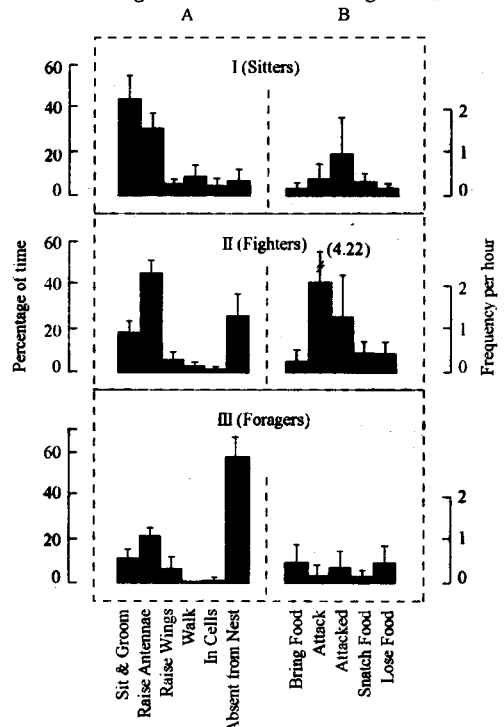 A B
I (Sitters)
60
40
20
0
2
1
0
Percentage of time
II (Fighters)
(4.22)
60
40
20
0
2
1
0
Frequency per hour
III (Foragers)
60
40
20
0
2
1
0
Sit & Groom
Raise Antennae
Raise Wings
Walk
In Cells
Absent from Nest
Bring Food
Attack
Attacked
Snatch Food
Lose Food